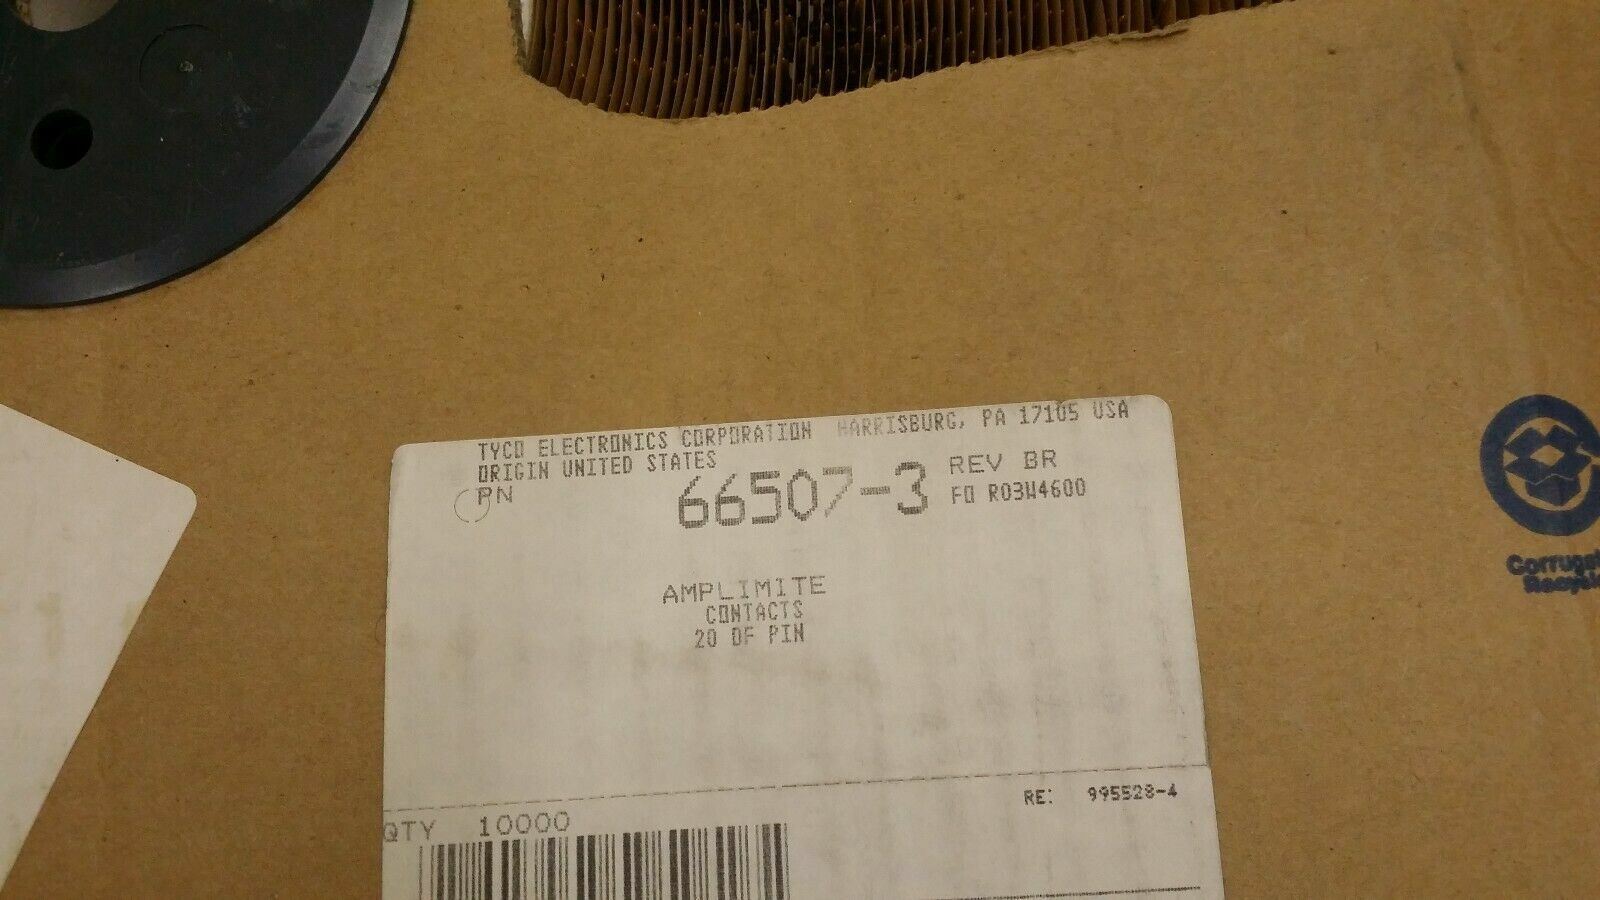 TYCO ELECTRONICS CORPORATION HARRISBURG, PA 17105 USA
ORIGIN UNITED STATES
PN 66507-3 REV BR
FO R03W4600
AMPLIMITE
CONTACTS
20 DF PIN
RE: 995528-4
QTY 10000